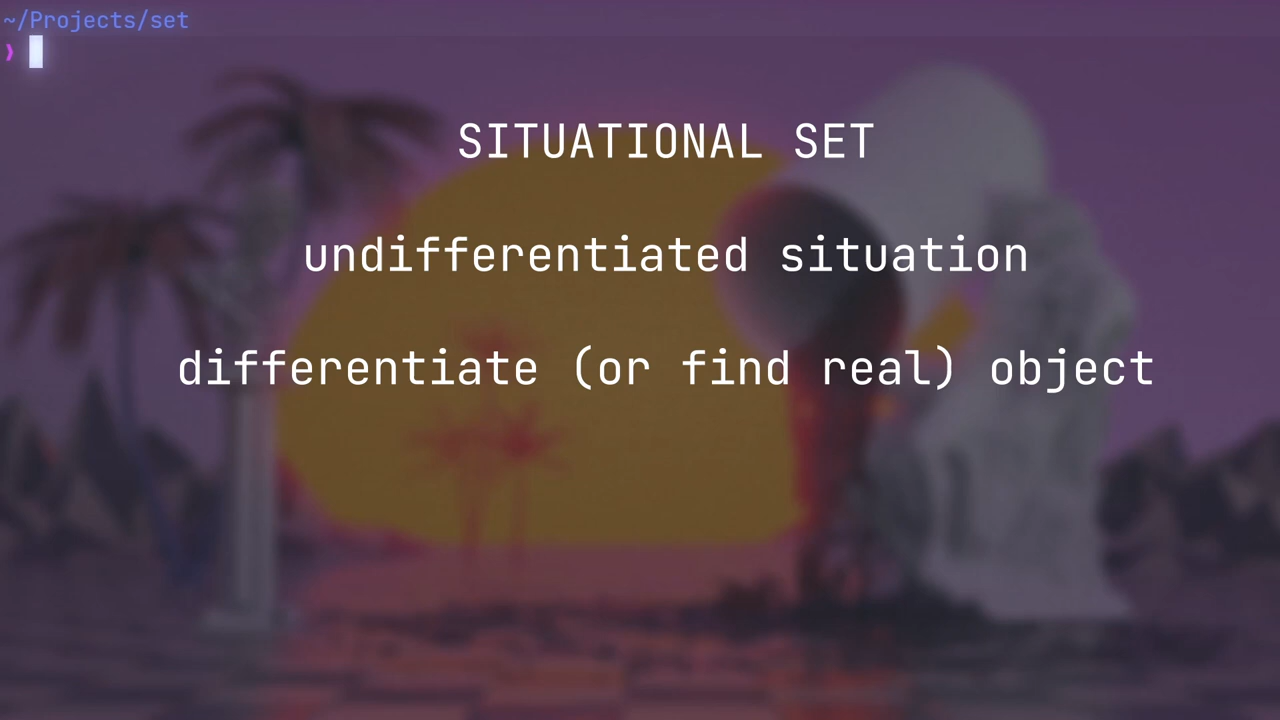 ~/Projects/set
❯
SITUATIONAL SET
undifferentiated situation
differentiate (or find real) object